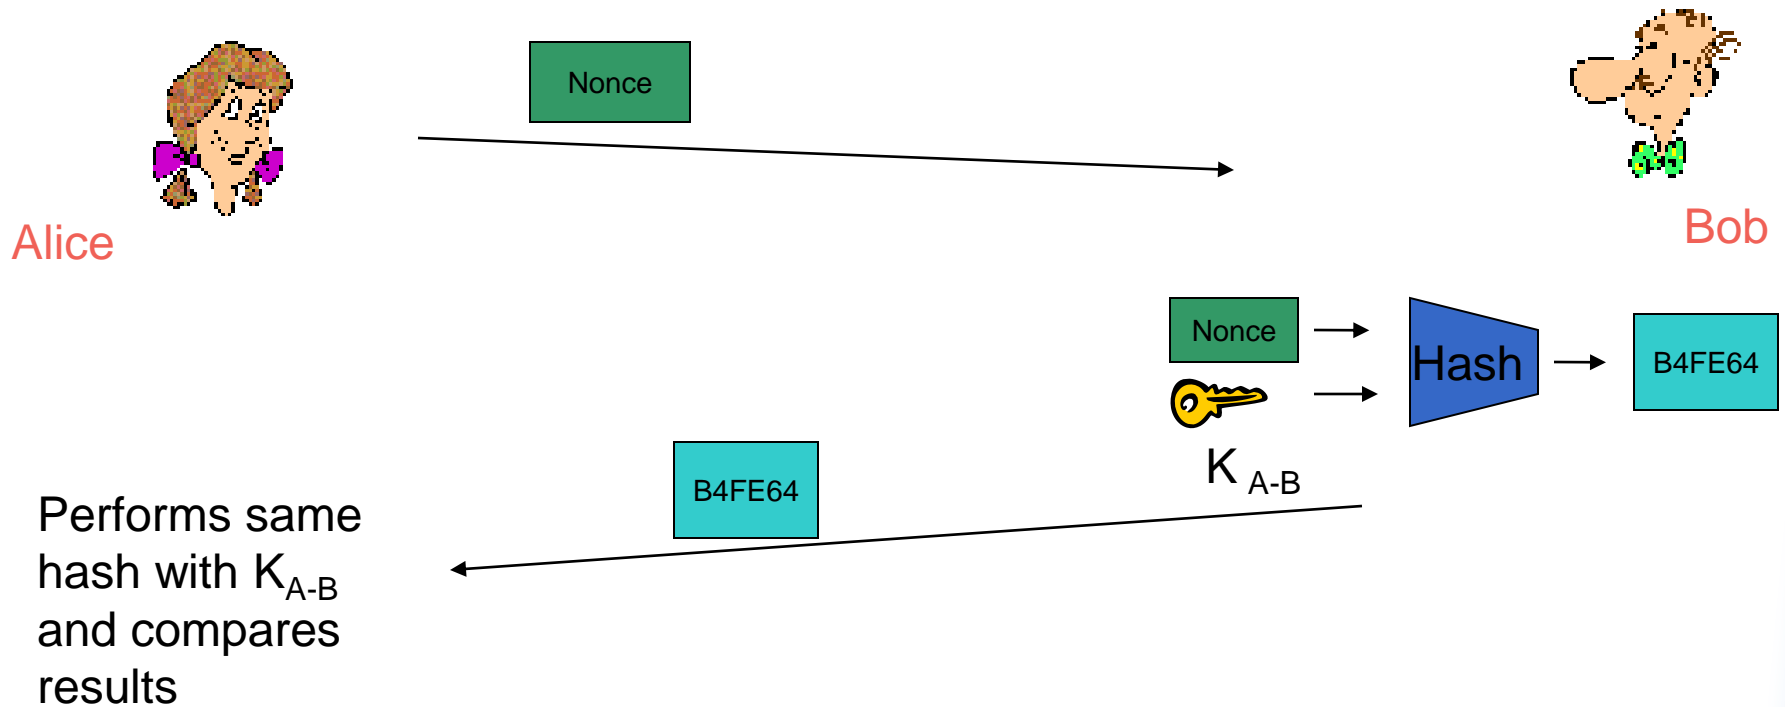 Nonce
Alice
Bob
Nonce
Hash
B4FE64
K A-B
B4FE64
Performs same
hash with KA-B
and compares
results